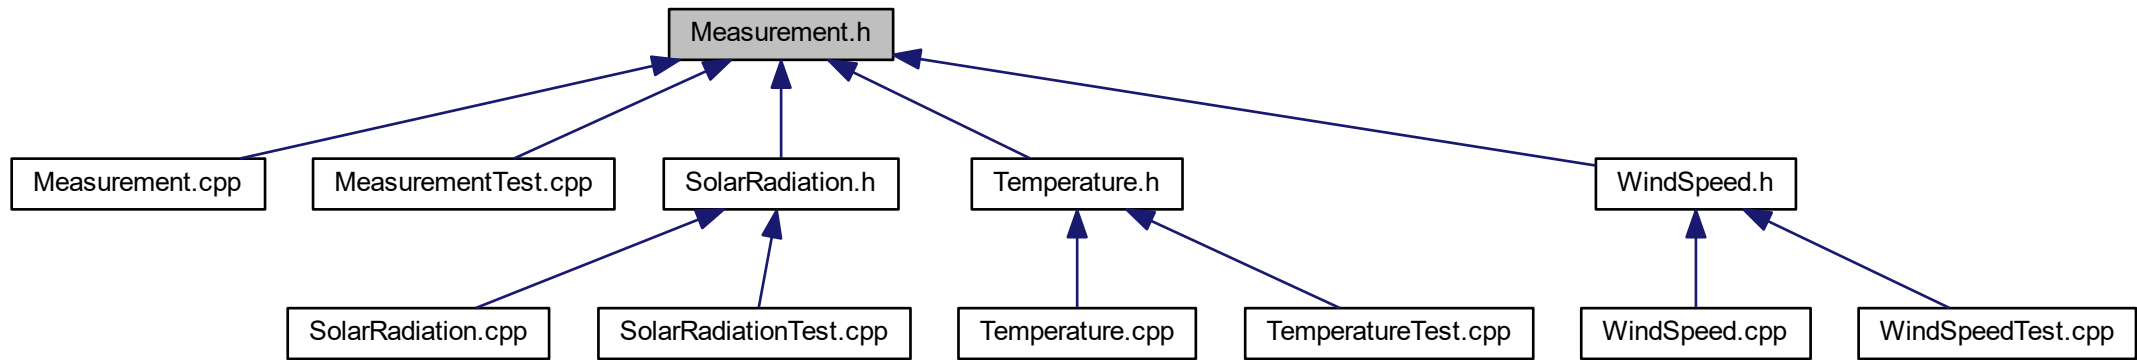 Measurement.h
Measurement.cpp
MeasurementTest.cpp
SolarRadiation.h
Temperature.h
WindSpeed.h
SolarRadiation.cpp
SolarRadiationTest.cpp
Temperature.cpp
TemperatureTest.cpp
WindSpeed.cpp
WindSpeedTest.cpp